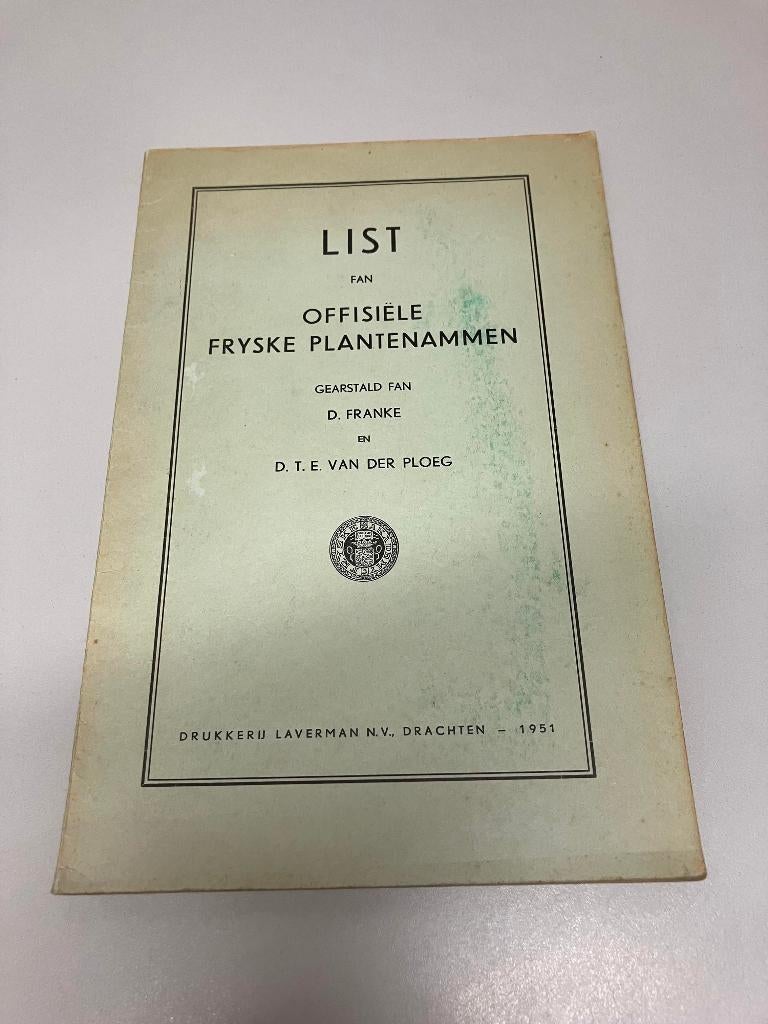 LIST
FAN
OFFISIËLE
FRYSKE PLANTENAMMEN
GEARSTALD FAN
D. FRANKE
EN
D. T. E. VAN DER PLOEG
DRUKKERIJ LAVERMAN N.V., DRACHTEN – 1951